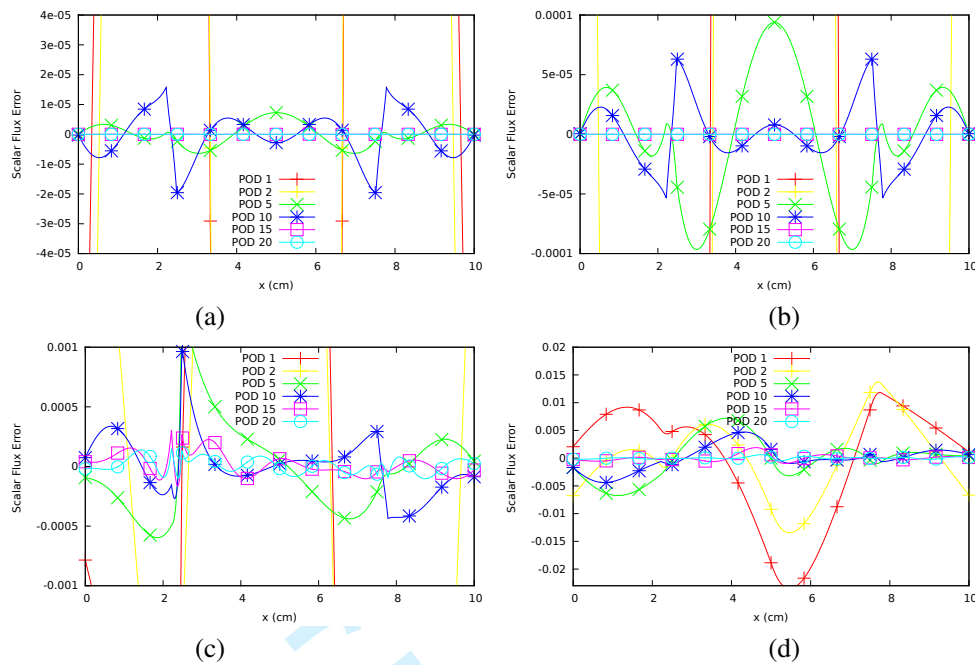 4e-05
3e-05
2e-05
1e-05
0
-1e-05
-2e-05
-3e-05
-4e-05
Scalar Flux Error
POD 1
POD 2
POD 5
POD 10
POD 15
POD 20
0 2 4 6 8 10
x (cm)
(a)
0.0001
5e-05
0
-5e-05
-0.0001
Scalar Flux Error
POD 1
POD 2
POD 5
POD 10
POD 15
POD 20
0 2 4 6 8 10
x (cm)
(b)
0.001
0.0005
0
-0.0005
-0.001
Scalar Flux Error
POD 1
POD 2
POD 5
POD 10
POD 15
POD 20
0 2 4 6 8 10
x (cm)
(c)
0.02
0.015
0.01
0.005
0
-0.005
-0.01
-0.015
-0.02
Scalar Flux Error
POD 1
POD 2
POD 5
POD 10
POD 15
POD 20
0 2 4 6 8 10
x (cm)
(d)